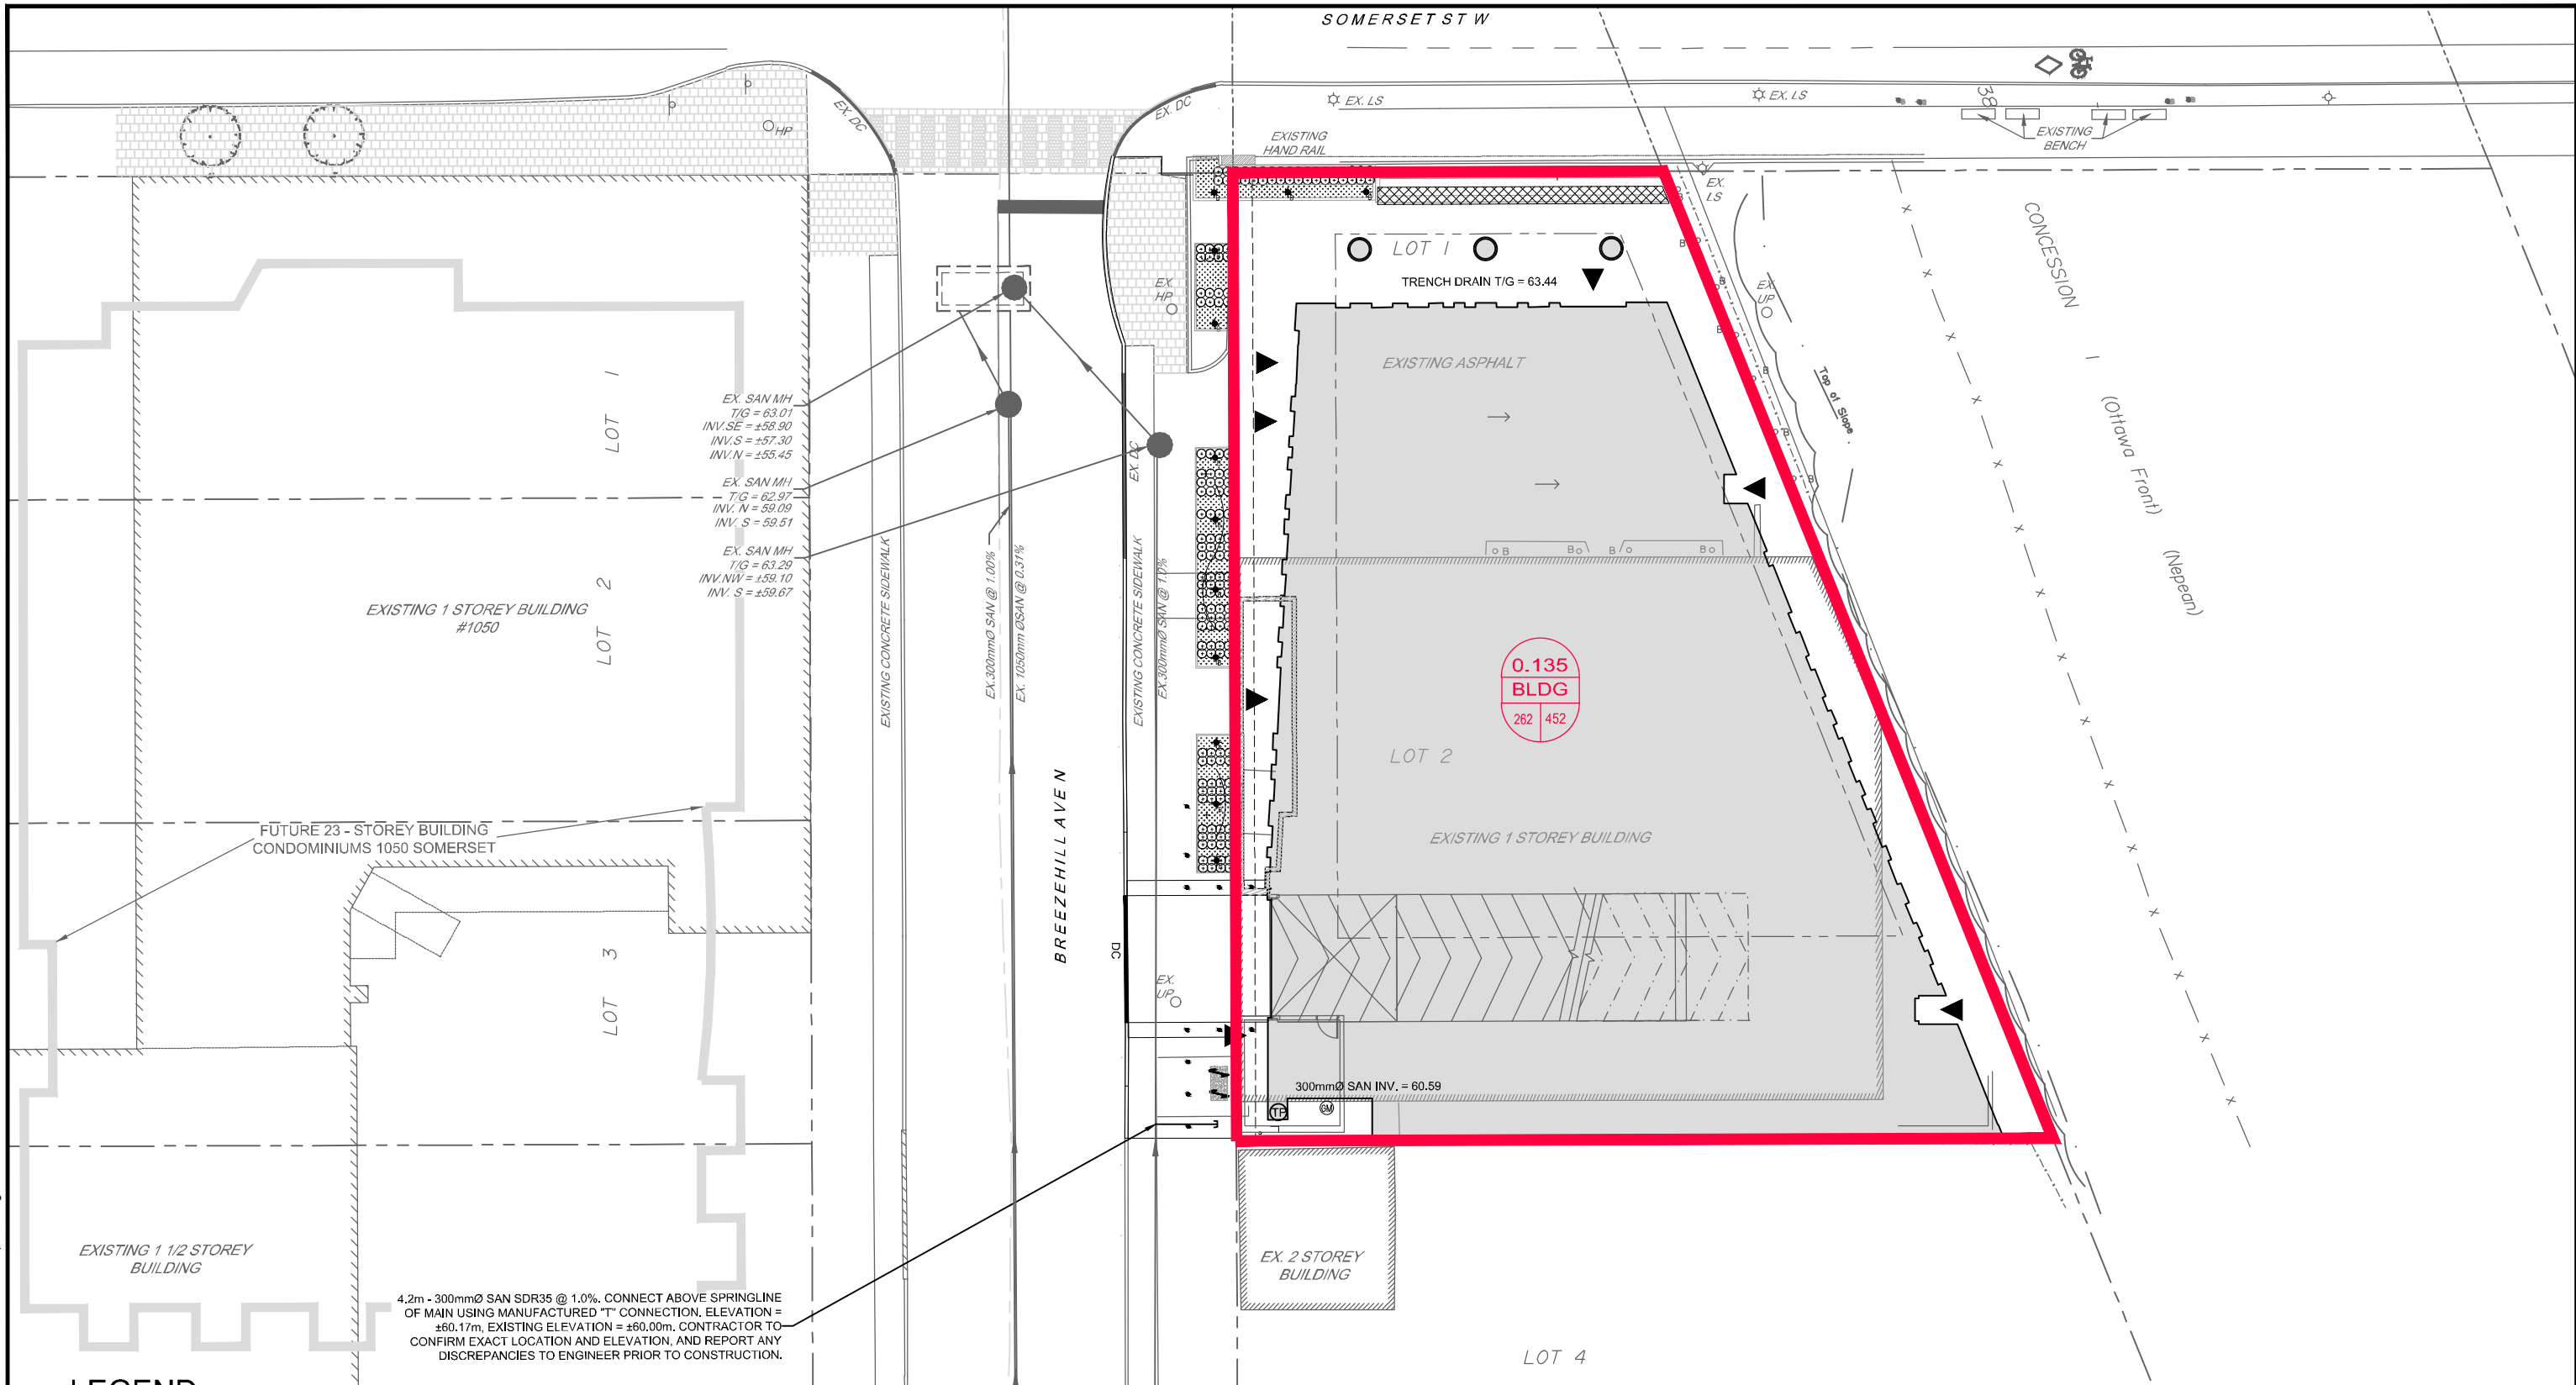 SOMERSET ST W
EX. DC
EX. DC
HP
EX. LS
EX. LS
38
EXISTING
HAND RAIL
EXISTING
BENCH
EX.
LS
LOT 1
TRENCH DRAIN T/G = 63.44
EX.
HP
EX.
UP
B
B
B
B
B
B
CONCESSION
1
(Ottawa Front)
(Nepean)
Top of Slope
EXISTING ASPHALT
EX. SAN MH
T/G = 63.01
INV.SE = ±58.90
INV.S = ±57.30
INV.N = ±55.45
EX. SAN MH
T/G = 62.97
INV. N = 59.09
INV. S = 59.51
EX. SAN MH
T/G = 63.29
INV.NW = ±59.10
INV. S = ±59.67
LOT 1
LOT 2
LOT 3
EXISTING 1 STOREY BUILDING
#1050
EXISTING CONCRETE SIDEWALK
EX.300mmØ SAN @ 1.00%
EX. 1050mm ØSAN @ 0.31%
EX. DC
EXISTING CONCRETE SIDEWALK
EX.300mmØ SAN @ 1.0%
B
B
B
B
0.135
BLDG
262 452
LOT 2
EXISTING 1 STOREY BUILDING
FUTURE 23 - STOREY BUILDING
CONDOMINIUMS 1050 SOMERSET
BREEZEHILL AVE N
DC
EX.
UP
300mmØ SAN INV. = 60.59
TP
GM
EXISTING 1 1/2 STOREY
BUILDING
EX. 2 STOREY
BUILDING
4.2m - 300mmØ SAN SDR35 @ 1.0%. CONNECT ABOVE SPRINGLINE
OF MAIN USING MANUFACTURED "T" CONNECTION. ELEVATION =
±60.17m, EXISTING ELEVATION = ±60.00m. CONTRACTOR TO
CONFIRM EXACT LOCATION AND ELEVATION, AND REPORT ANY
DISCREPANCIES TO ENGINEER PRIOR TO CONSTRUCTION.
LOT 4
LEGEND